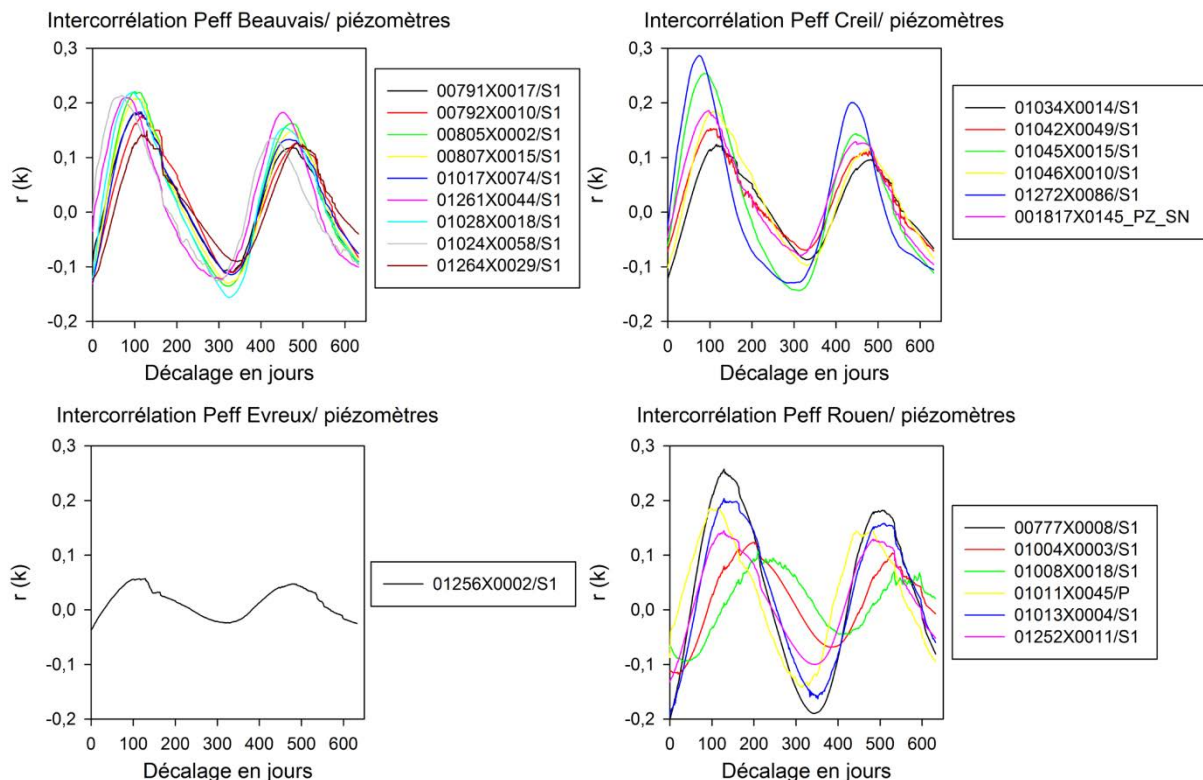 Intercorrélation Peff Beauvais/ piézomètres
0,3
0,2
0,1
0,0
-0,1
-0,2
r (k)
0 100 200 300 400 500 600
Décalage en jours
00791X0017/S1
00792X0010/S1
00805X0002/S1
00807X0015/S1
01017X0074/S1
01261X0044/S1
01028X0018/S1
01024X0058/S1
01264X0029/S1
Intercorrélation Peff Creil/ piézomètres
0,3
0,2
0,1
0,0
-0,1
-0,2
r (k)
0 100 200 300 400 500 600
Décalage en jours
01034X0014/S1
01042X0049/S1
01045X0015/S1
01046X0010/S1
01272X0086/S1
001817X0145_PZ_SN
Intercorrélation Peff Evreux/ piézomètres
0,3
0,2
0,1
0,0
-0,1
-0,2
r (k)
0 100 200 300 400 500 600
Décalage en jours
01256X0002/S1
Intercorrélation Peff Rouen/ piézomètres
0,3
0,2
0,1
0,0
-0,1
-0,2
r (k)
0 100 200 300 400 500 600
Décalage en jours
00777X0008/S1
01004X0003/S1
01008X0018/S1
01011X0045/P
01013X0004/S1
01252X0011/S1